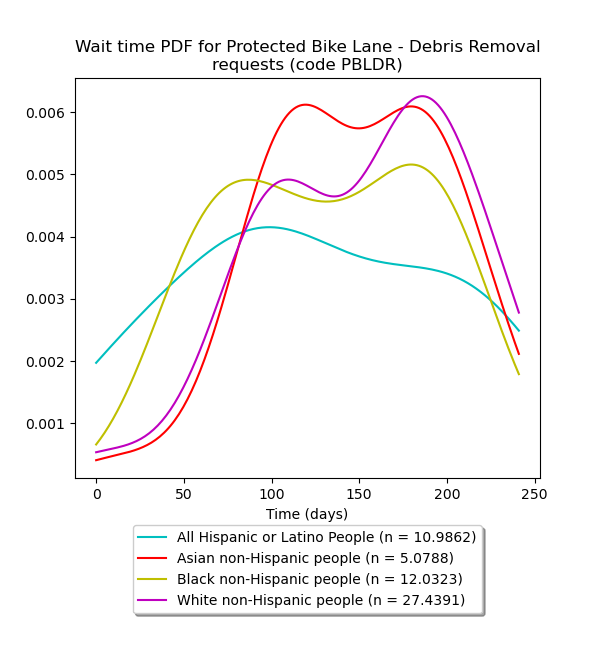 Wait time PDF for Protected Bike Lane - Debris Removal
requests (code PBLDR)
0.006
0.005
0.004
0.003
0.002
0.001
0 50 100 150 200 250
Time (days)
All Hispanic or Latino People (n = 10.9862)
Asian non-Hispanic people (n = 5.0788)
Black non-Hispanic people (n = 12.0323)
White non-Hispanic people (n = 27.4391)